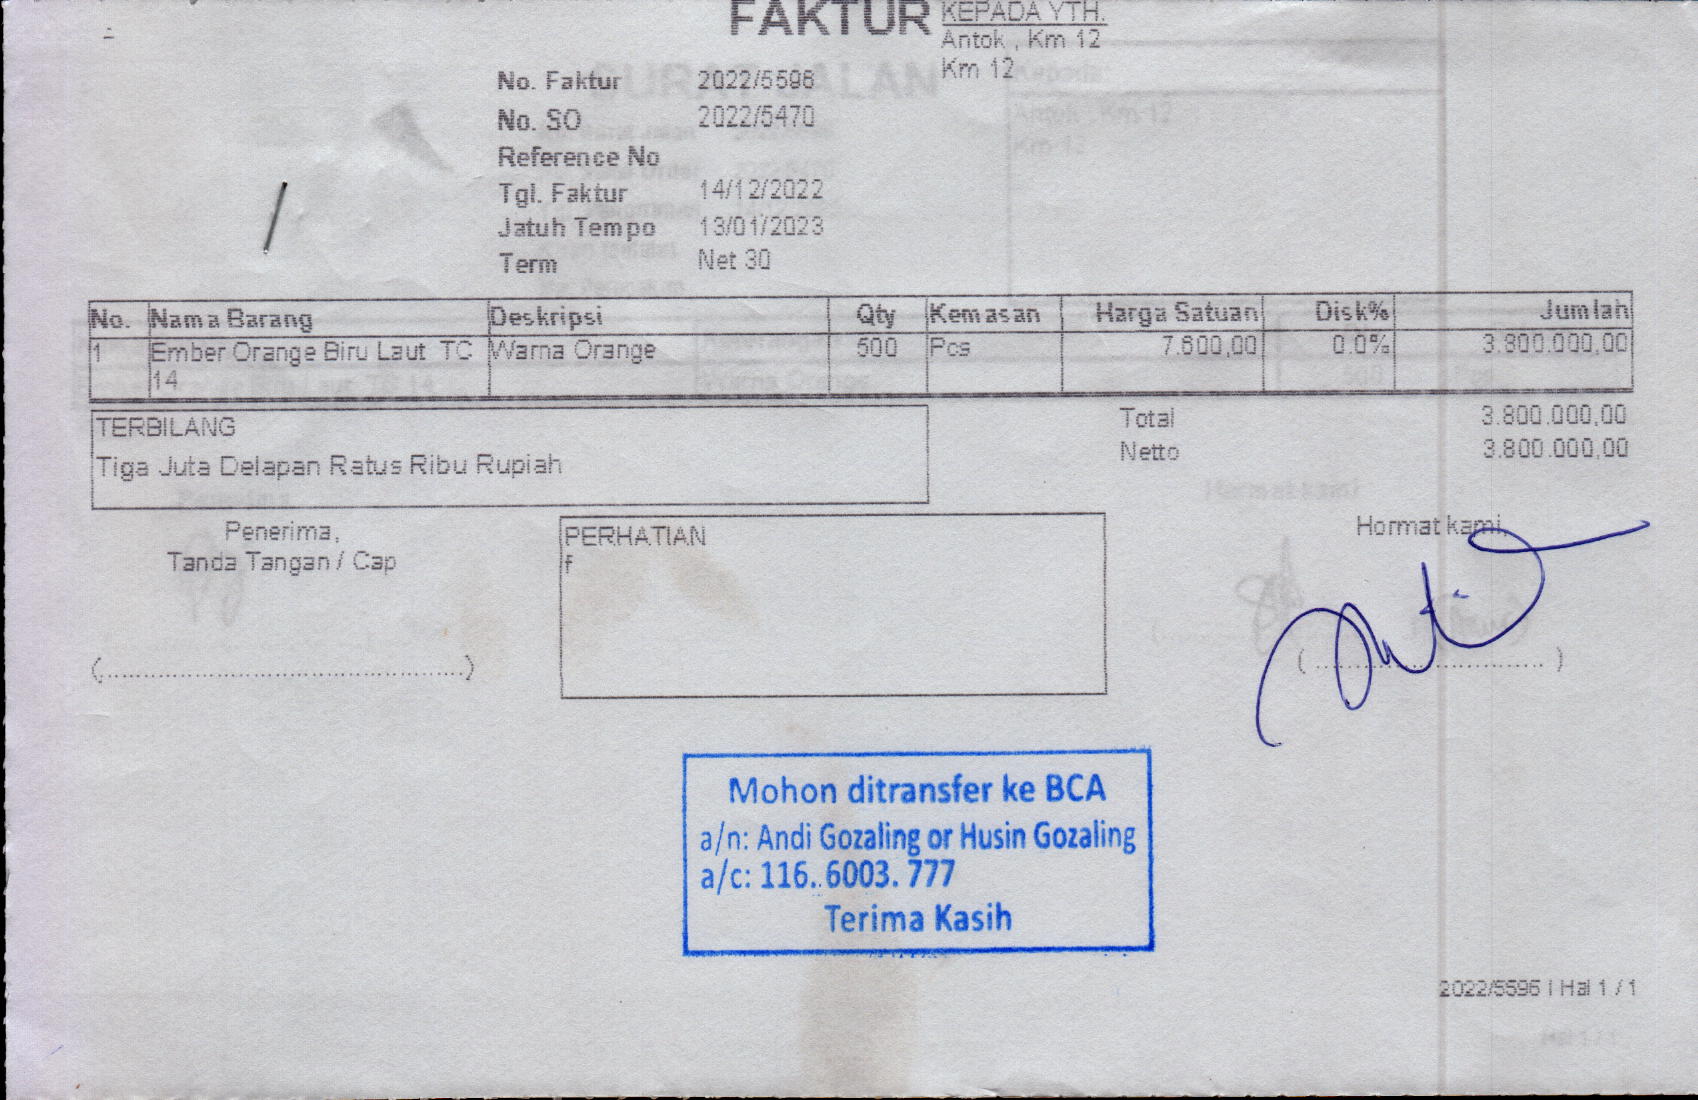 FAKTUR
KEPADA YTH.
Antok , Km 12
Km 12
No. Faktur 2022/5596
No. SO 2022/5470
Reference No
Tgl. Faktur 14/12/2022
Jatuh Tempo 13/01/2023
Term Net 30
No. Nama Barang Deskripsi Qty Kemasan Harga Satuan Disk% Jumlah
1 Ember Orange Biru Laut TC Warna Orange 500 Pcs 7.600,00 0.0% 3.800.000,00
14
TERBILANG
Tiga Juta Delapan Ratus Ribu Rupiah
Total 3.800.000,00
Netto 3.800.000,00
Penerima,
Tanda Tangan / Cap
(................................................)
PERHATIAN
f
Hormat kami,
( .............................. )
Mohon ditransfer ke BCA
a/n: Andi Gozaling or Husin Gozaling
a/c: 116. 6003. 777
Terima Kasih
2022/5596 | Hal 1 / 1